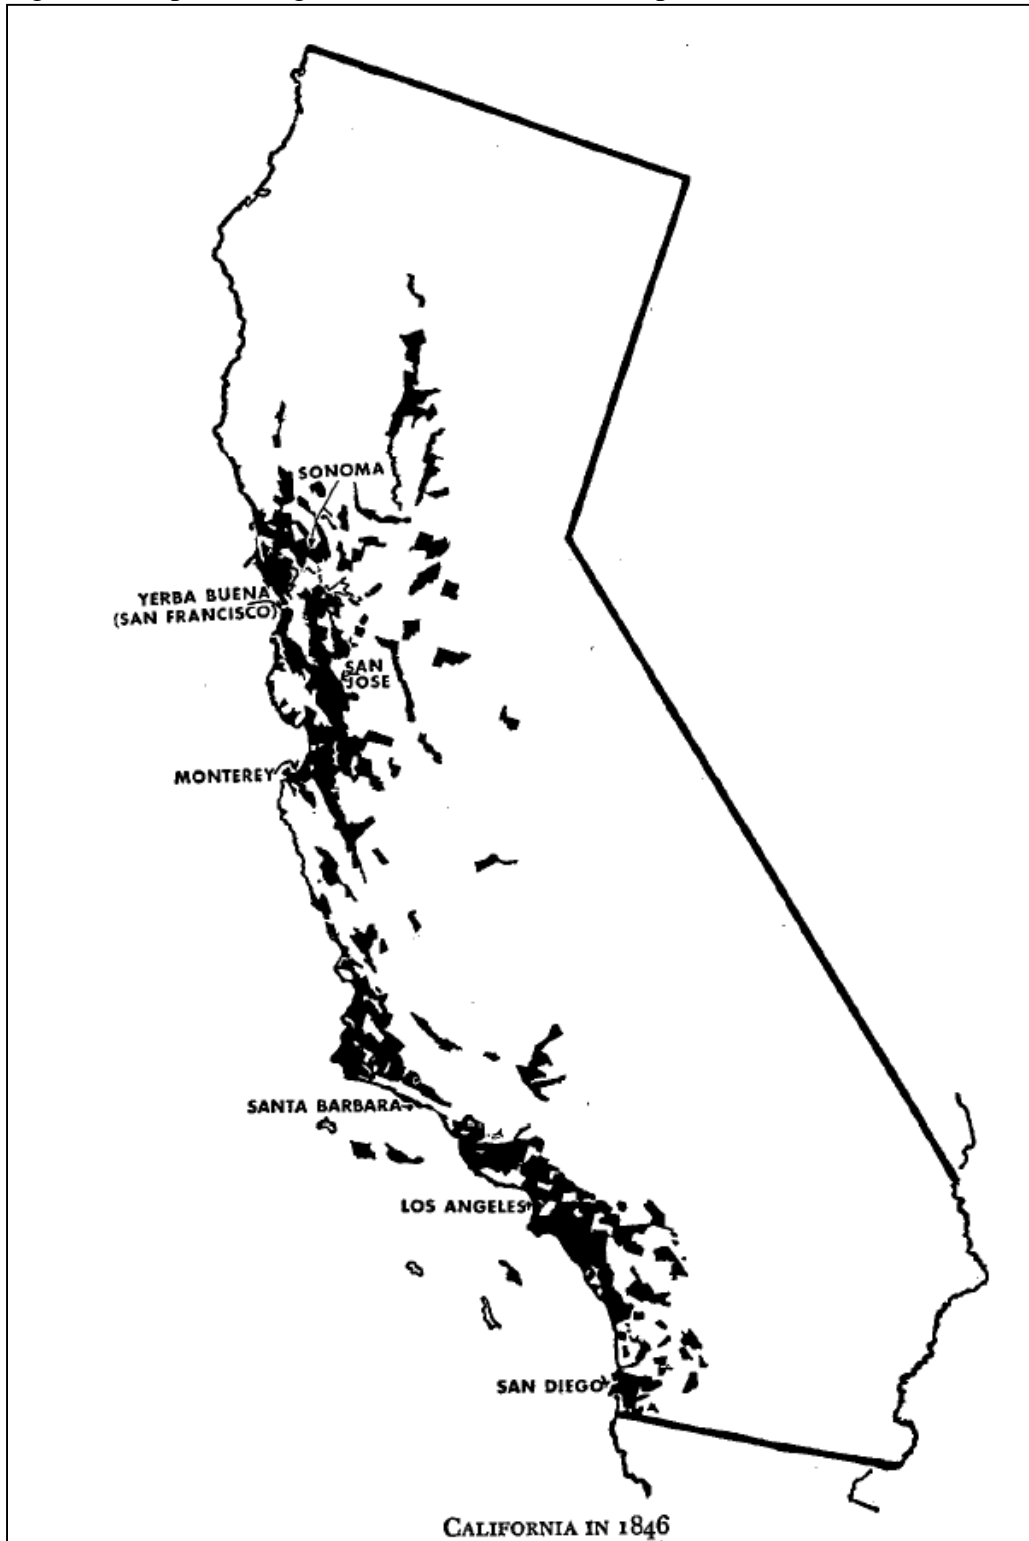 SONOMA
YERBA BUENA
(SAN FRANCISCO)
SAN
JOSE
MONTEREY
SANTA BARBARA
LOS ANGELES
SAN DIEGO
CALIFORNIA IN 1846